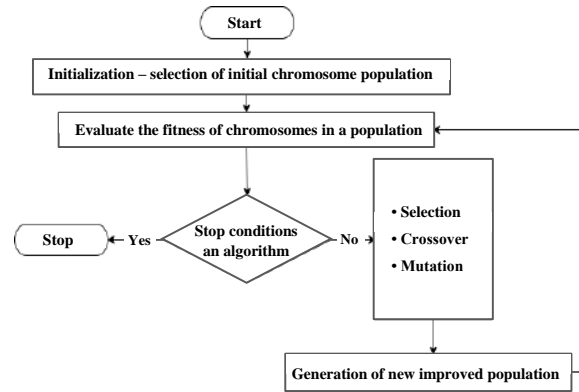 Start
Initialization – selection of initial chromosome population
Evaluate the fitness of chromosomes in a population
Stop conditions
an algorithm
Yes
Stop
No
• Selection
• Crossover
• Mutation
Generation of new improved population